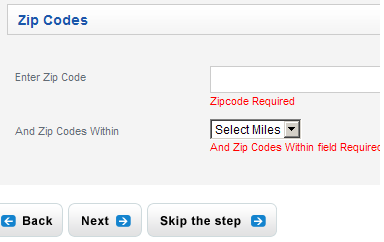 Zip Codes
Enter Zip Code
Zipcode Required
And Zip Codes Within
Select Miles
And Zip Codes Within field Required
Back
Next
Skip the step